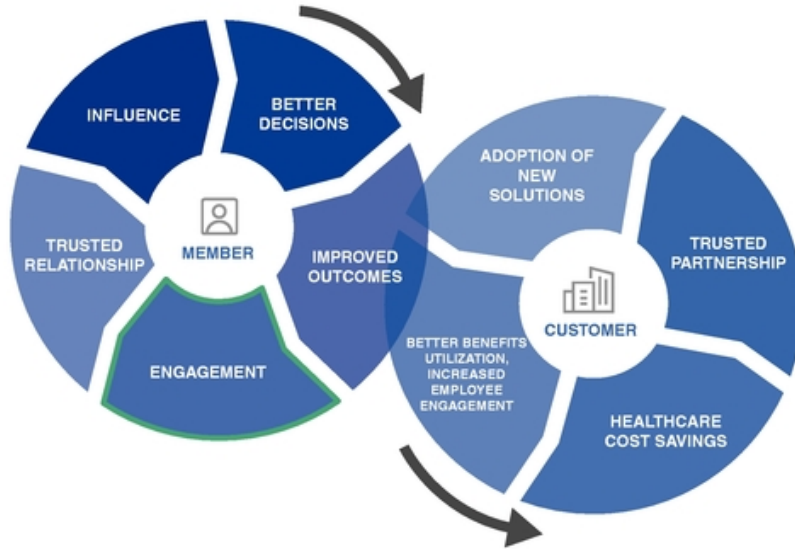 INFLUENCE
BETTER
DECISIONS
TRUSTED
RELATIONSHIP
MEMBER
IMPROVED
OUTCOMES
ENGAGEMENT
ADOPTION OF
NEW
SOLUTIONS
TRUSTED
PARTNERSHIP
CUSTOMER
BETTER BENEFITS
UTILIZATION,
INCREASED
EMPLOYEE
ENGAGEMENT
HEALTHCARE
COST SAVINGS